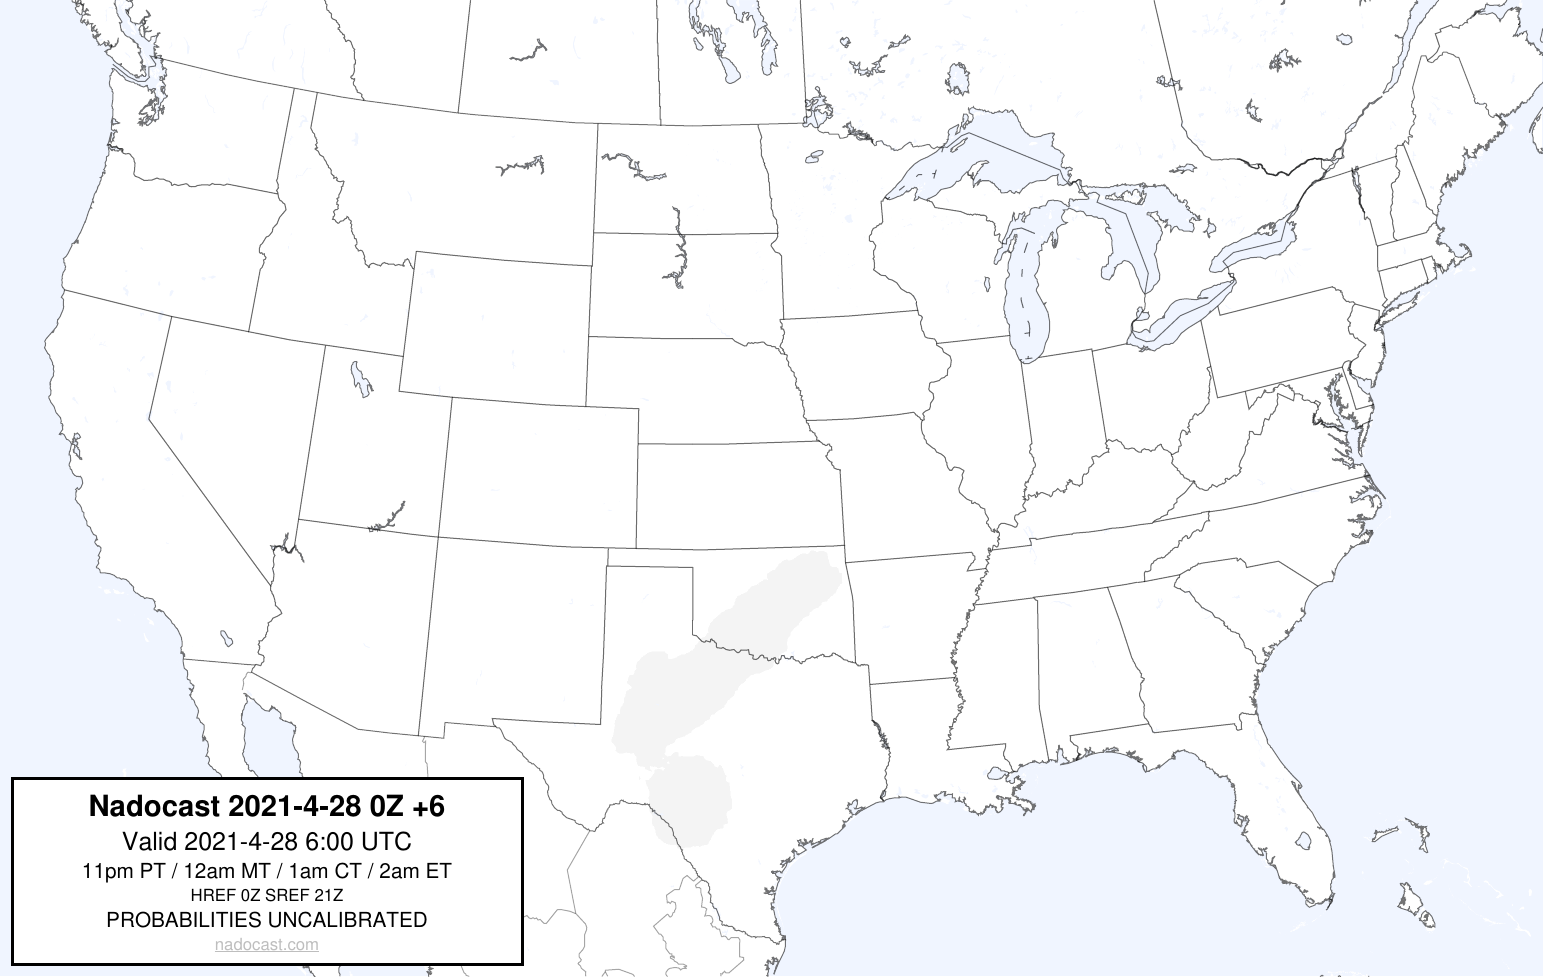 Nadocast 2021-4-28 0Z +6
Valid 2021-4-28 6:00 UTC
11pm PT / 12am MT / 1am CT / 2am ET
HREF 0Z SREF 21Z
PROBABILITIES UNCALIBRATED
nadocast.com